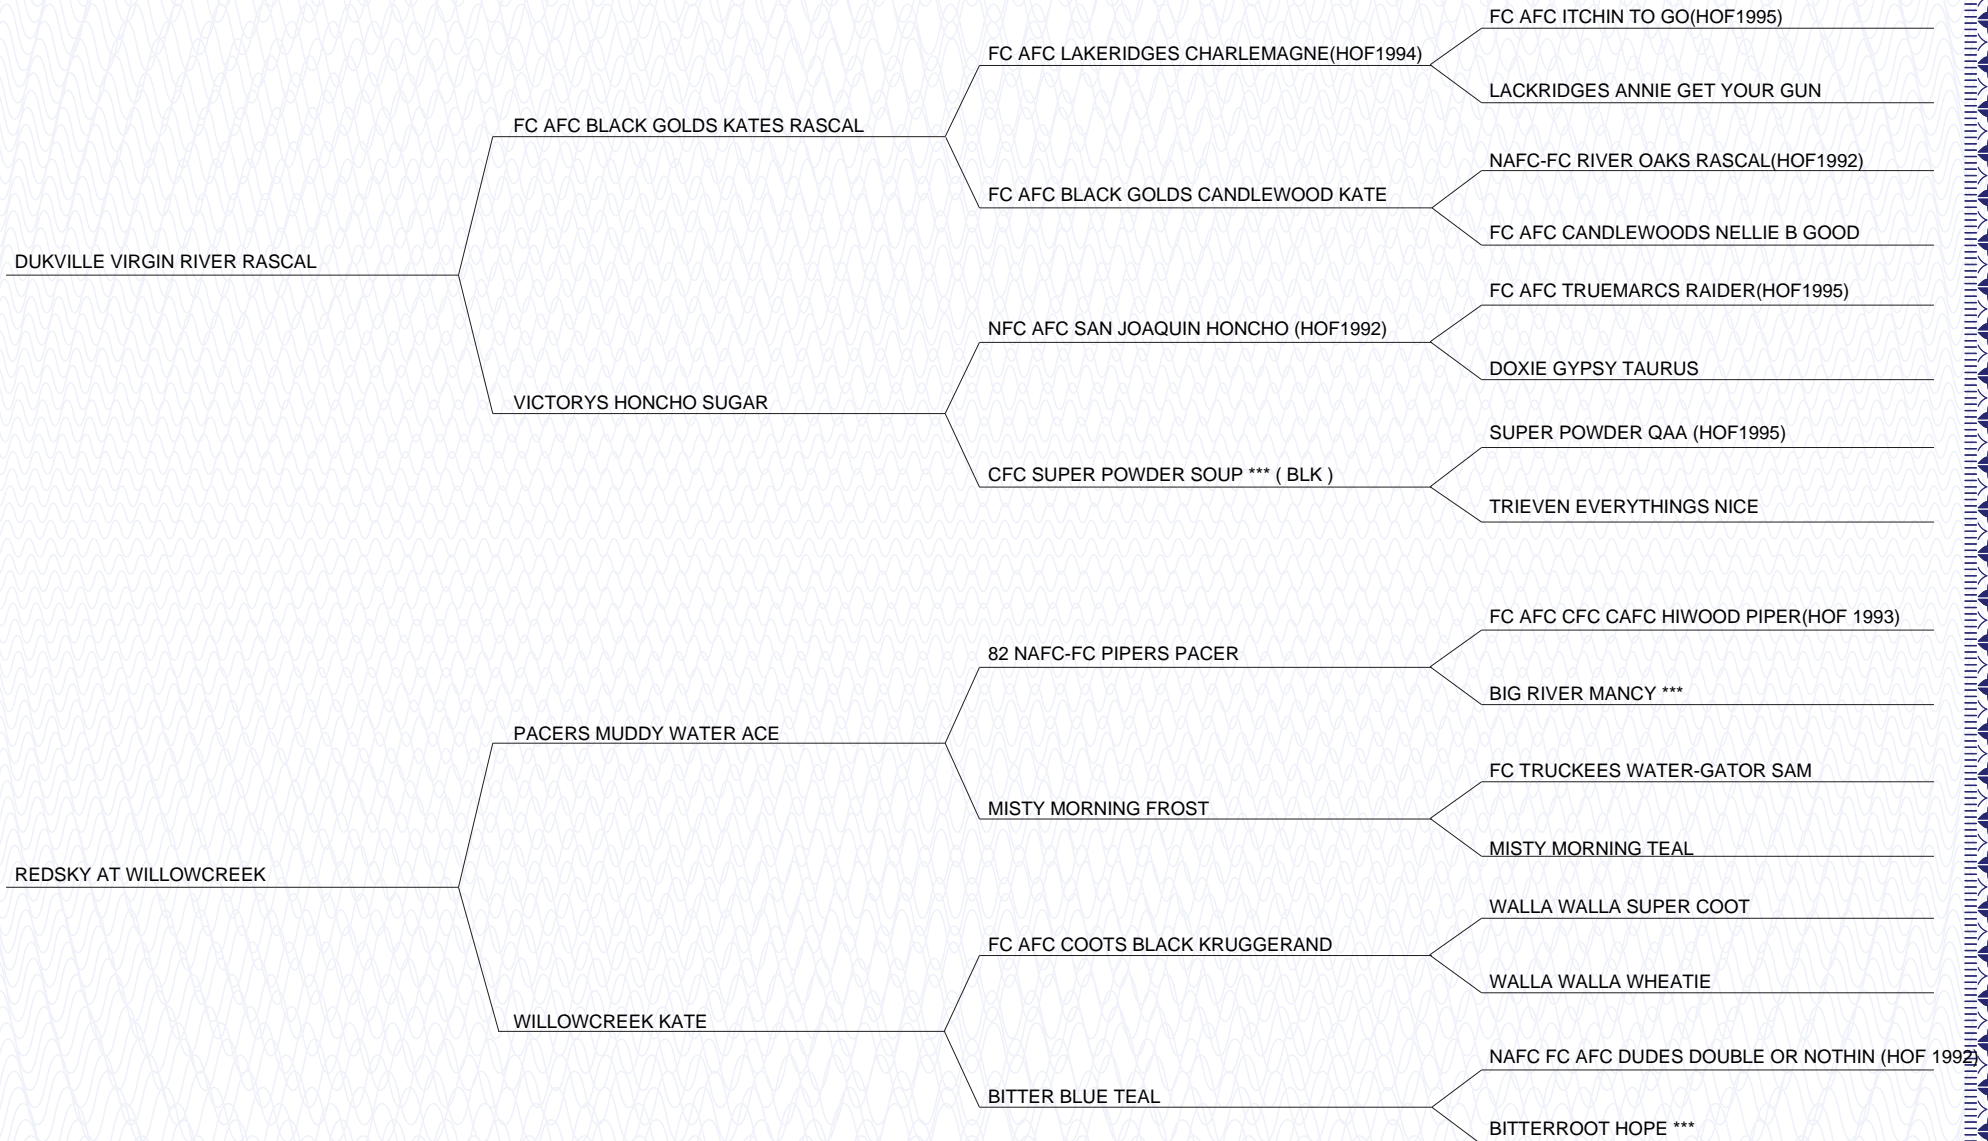 FC AFC ITCHIN TO GO(HOF1995)
FC AFC LAKERIDGES CHARLEMAGNE(HOF1994)
LACKRIDGES ANNIE GET YOUR GUN
FC AFC BLACK GOLDS KATES RASCAL
NAFC-FC RIVER OAKS RASCAL(HOF1992)
FC AFC BLACK GOLDS CANDLEWOOD KATE
FC AFC CANDLEWOODS NELLIE B GOOD
DUKVILLE VIRGIN RIVER RASCAL
FC AFC TRUEMARCS RAIDER(HOF1995)
NFC AFC SAN JOAQUIN HONCHO (HOF1992)
DOXIE GYPSY TAURUS
VICTORYS HONCHO SUGAR
SUPER POWDER QAA (HOF1995)
CFC SUPER POWDER SOUP *** ( BLK )
TRIEVEN EVERYTHINGS NICE
FC AFC CFC CAFC HIWOOD PIPER(HOF 1993)
82 NAFC-FC PIPERS PACER
BIG RIVER MANCY ***
PACERS MUDDY WATER ACE
FC TRUCKEES WATER-GATOR SAM
MISTY MORNING FROST
MISTY MORNING TEAL
REDSKY AT WILLOWCREEK
WALLA WALLA SUPER COOT
FC AFC COOTS BLACK KRUGGERAND
WALLA WALLA WHEATIE
WILLOWCREEK KATE
NAFC FC AFC DUDES DOUBLE OR NOTHIN (HOF 1992)
BITTER BLUE TEAL
BITTERROOT HOPE ***